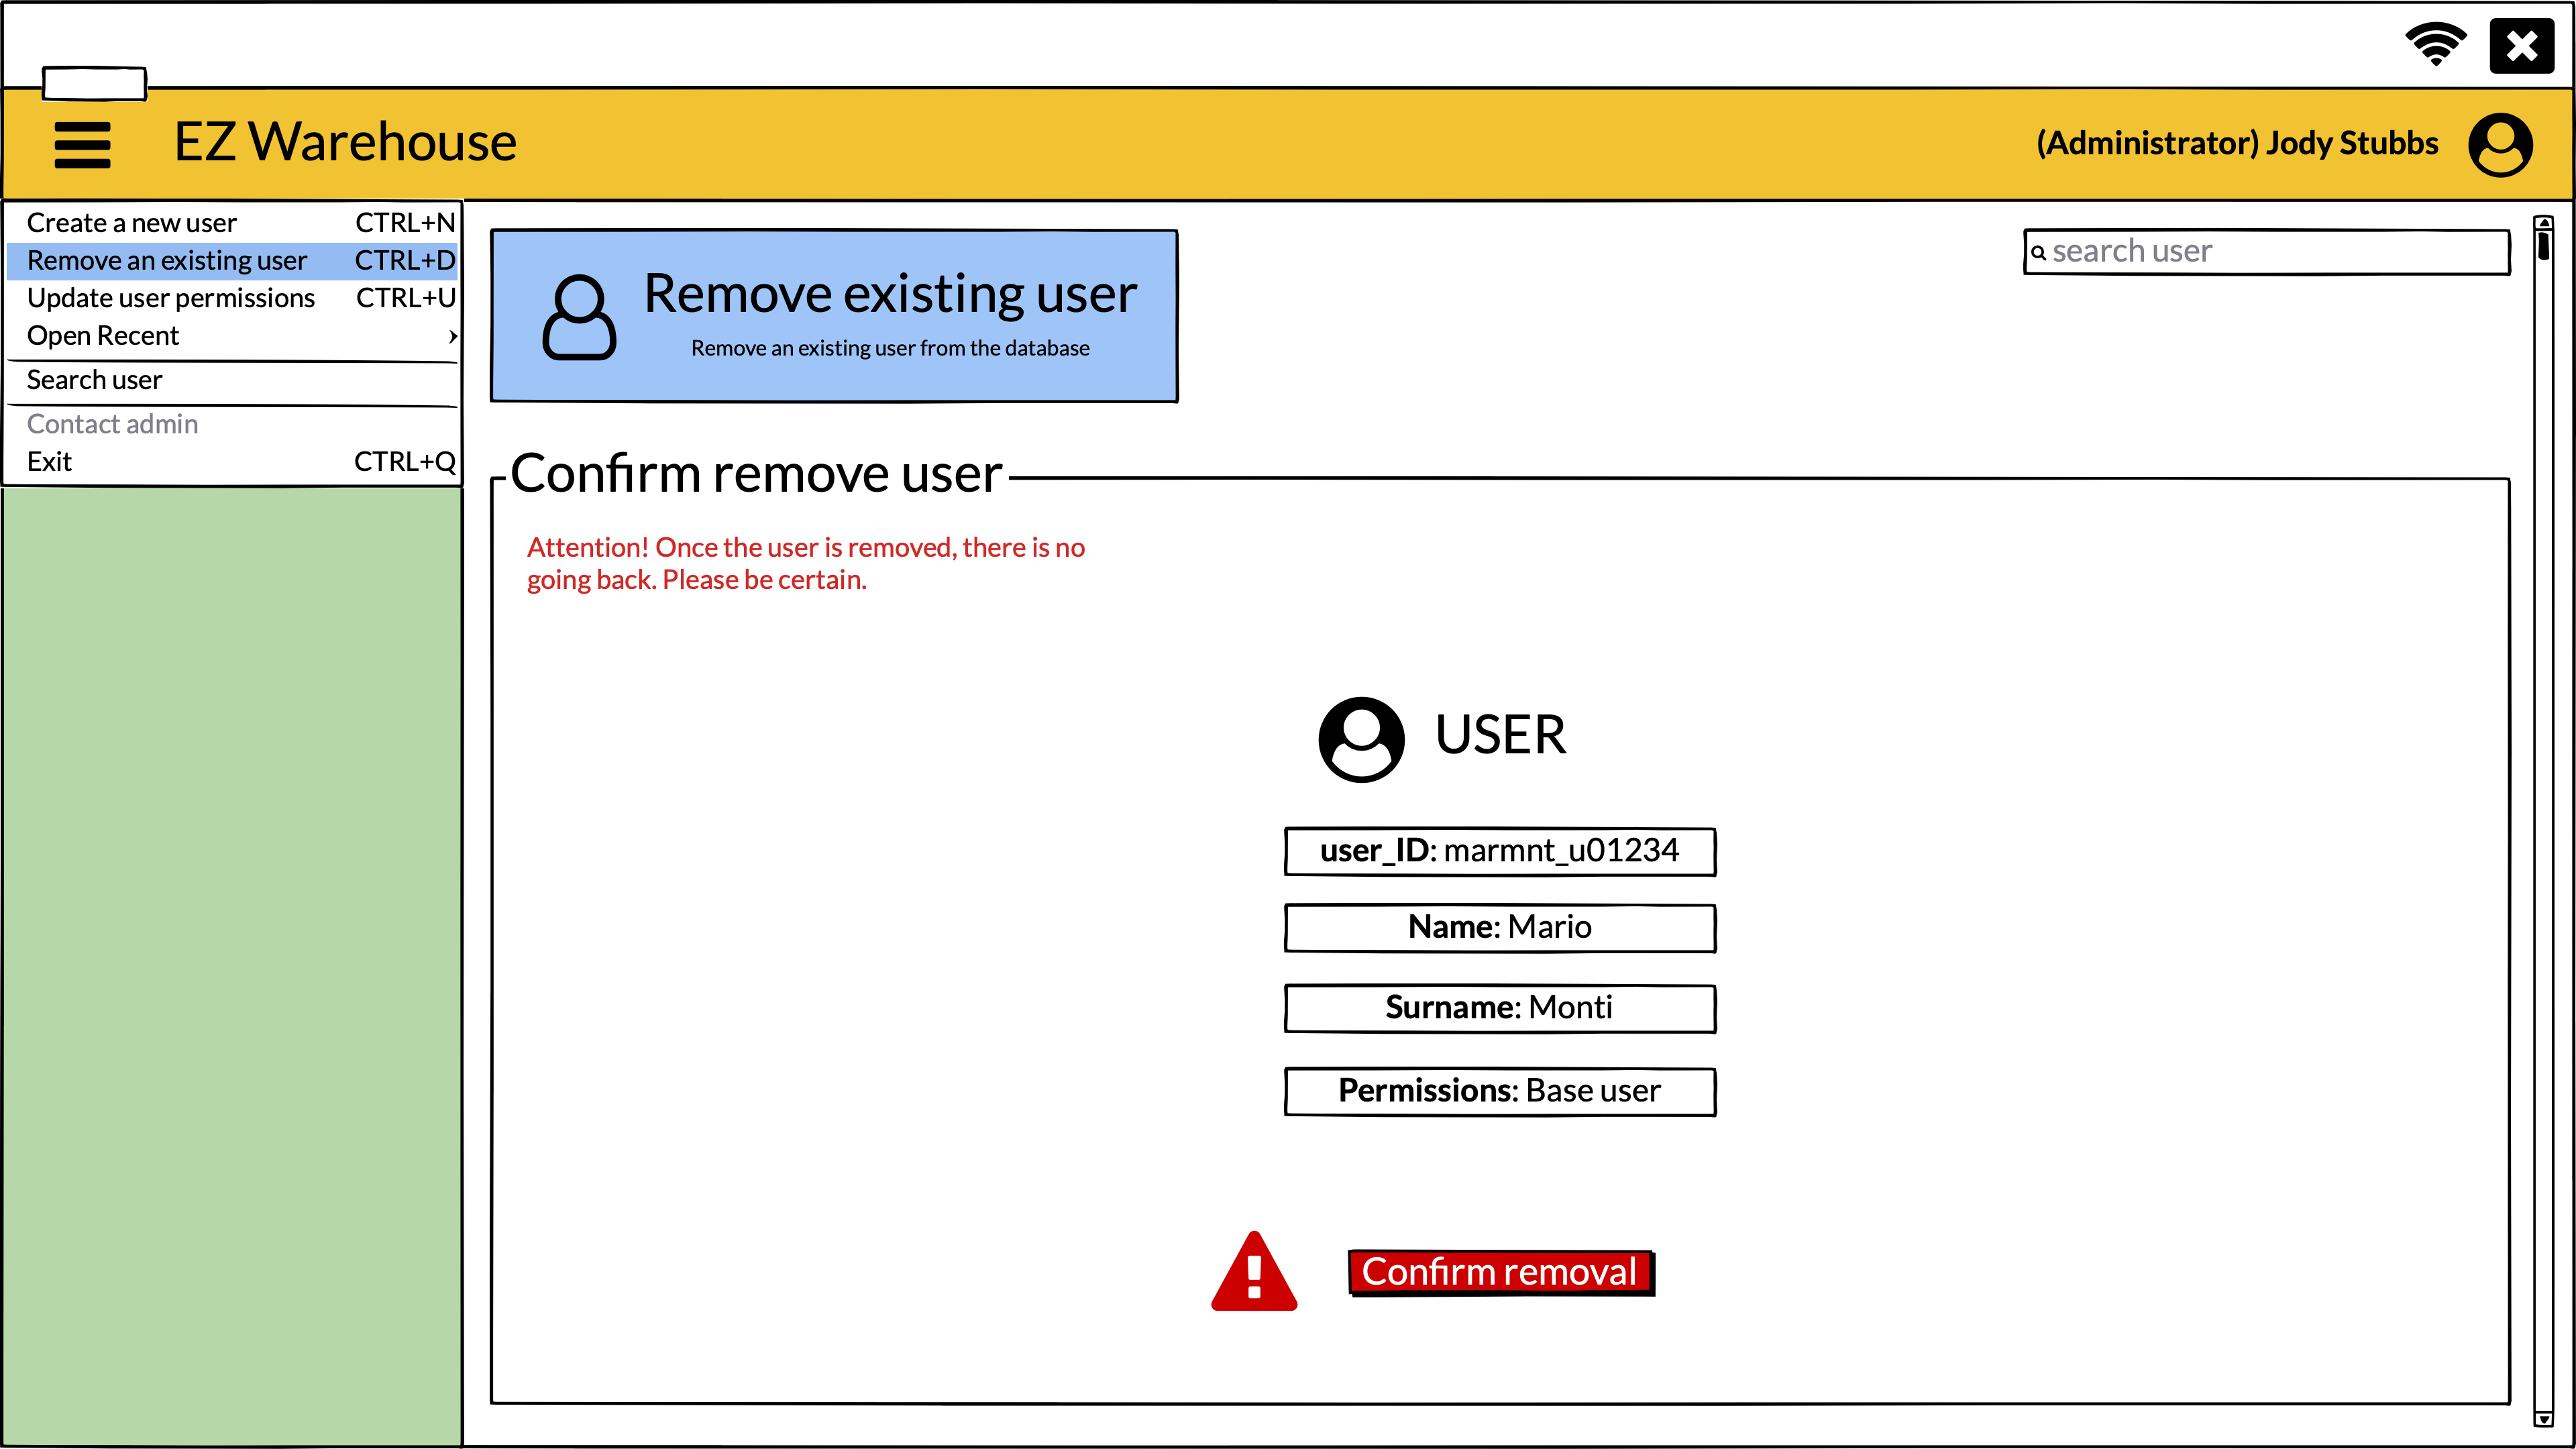 EZ Warehouse
(Administrator) Jody Stubbs
Create a new user CTRL+N
Remove an existing user CTRL+D
Update user permissions CTRL+U
Open Recent
Search user
Contact admin
Exit CTRL+Q
Remove existing user
Remove an existing user from the database
search user
Confirm remove user
Attention! Once the user is removed, there is no
going back. Please be certain.
USER
user_ID: marmnt_u01234
Name: Mario
Surname: Monti
Permissions: Base user
Confirm removal